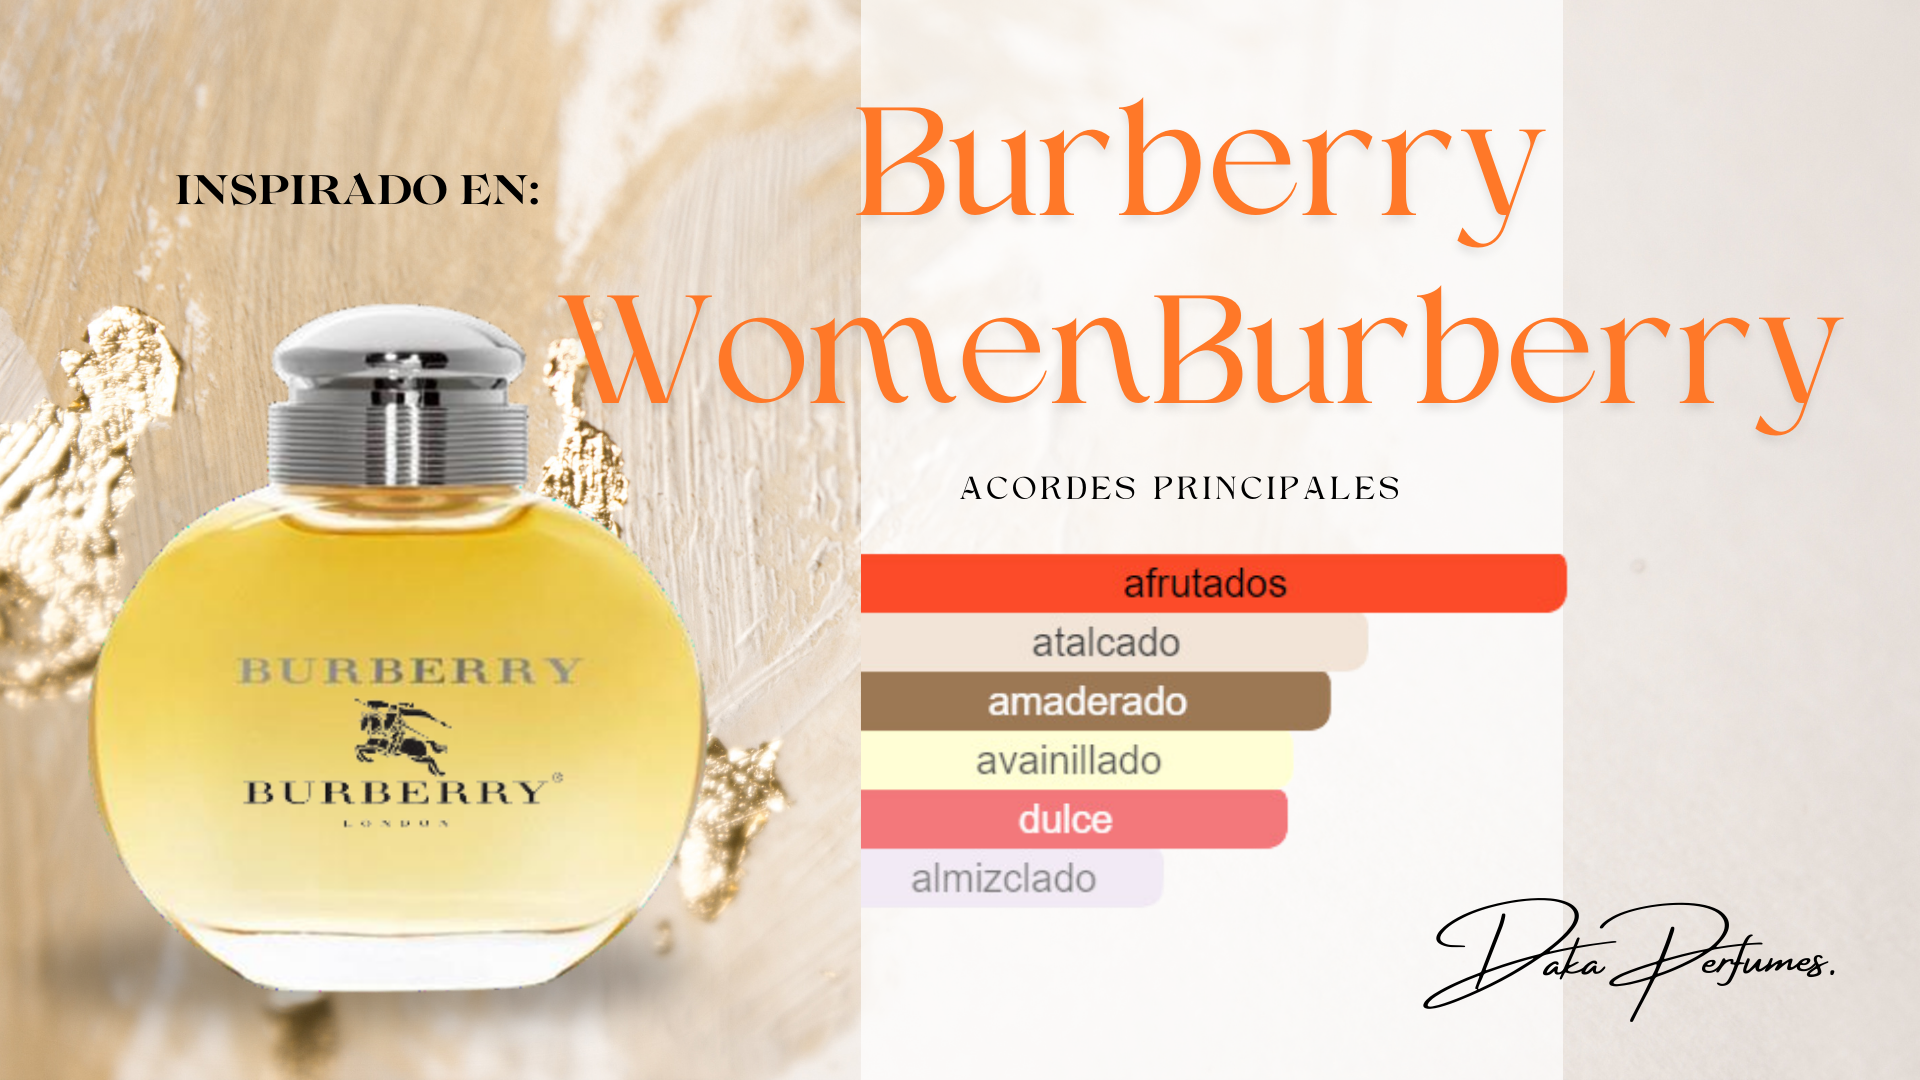 INSPIRADO EN:
Burberry
WomenBurberry
ACORDES PRINCIPALES
afrutados
atalcado
amaderado
avainillado
dulce
almizclado
BURBERRY
BURBERRY®
LONDON
Daka Perfumes.